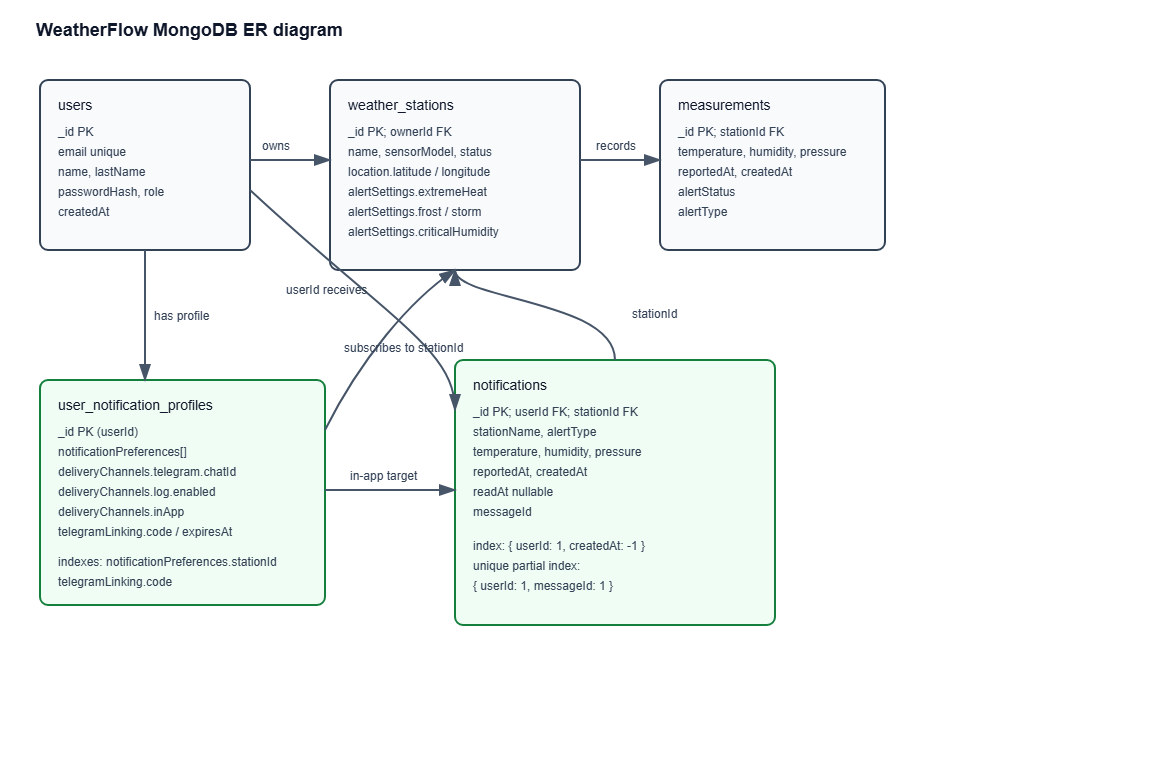 WeatherFlow MongoDB ER diagram
users
_id PK
email unique
name, lastName
passwordHash, role
createdAt
owns
weather_stations
_id PK; ownerId FK
name, sensorModel, status
location.latitude / longitude
alertSettings.extremeHeat
alertSettings.frost / storm
alertSettings.criticalHumidity
records
measurements
_id PK; stationId FK
temperature, humidity, pressure
reportedAt, createdAt
alertStatus
alertType
userId receives
has profile
stationId
subscribes to stationId
user_notification_profiles
_id PK (userId)
notificationPreferences[]
deliveryChannels.telegram.chatId
deliveryChannels.log.enabled
deliveryChannels.inApp
telegramLinking.code / expiresAt
indexes: notificationPreferences.stationId
telegramLinking.code
in-app target
notifications
_id PK; userId FK; stationId FK
stationName, alertType
temperature, humidity, pressure
reportedAt, createdAt
readAt nullable
messageId
index: { userId: 1, createdAt: -1 }
unique partial index:
{ userId: 1, messageId: 1 }